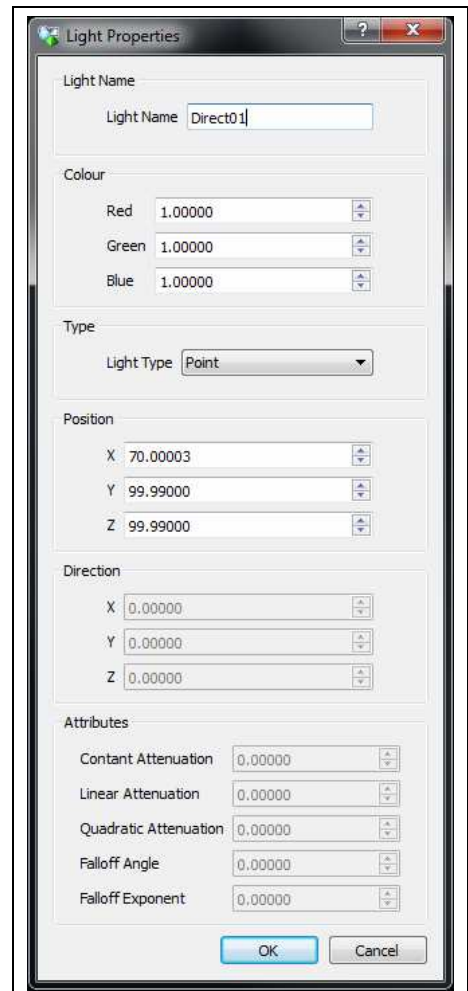 Light Properties
?
X
Light Name
Light Name Direct01
Colour
Red 1.00000
Green 1.00000
Blue 1.00000
Type
Light Type Point
Position
X 70.00003
Y 99.99000
Z 99.99000
Direction
X 0.00000
Y 0.00000
Z 0.00000
Attributes
Contant Attenuation 0.00000
Linear Attenuation 0.00000
Quadratic Attenuation 0.00000
Falloff Angle 0.00000
Falloff Exponent 0.00000
OK Cancel